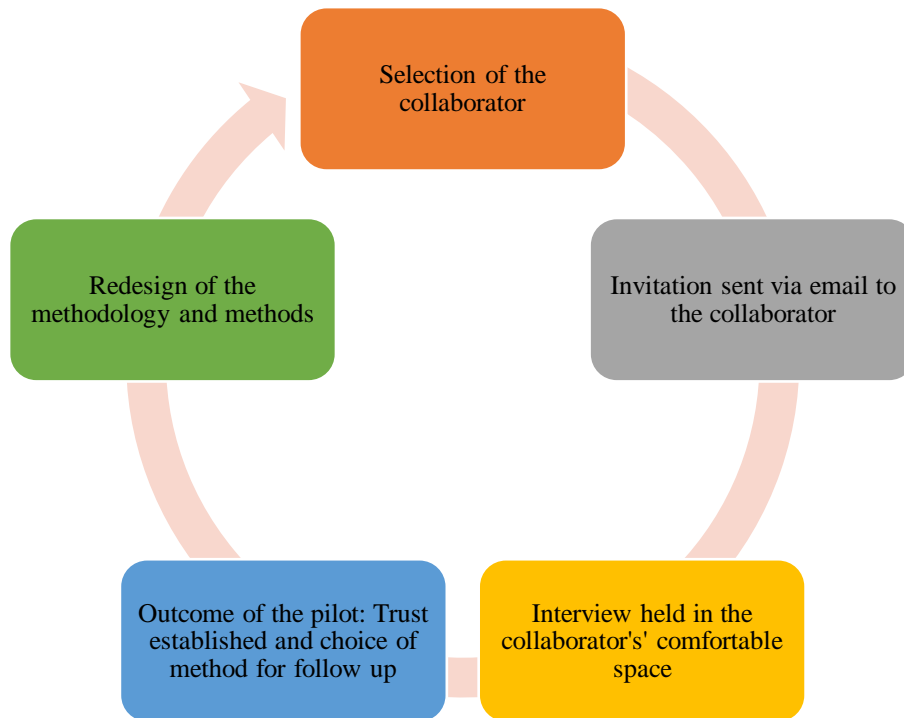 Selection of the
collaborator
Invitation sent via email to
the collaborator
Interview held in the
collaborator's' comfortable
space
Outcome of the pilot: Trust
established and choice of
method for follow up
Redesign of the
methodology and methods